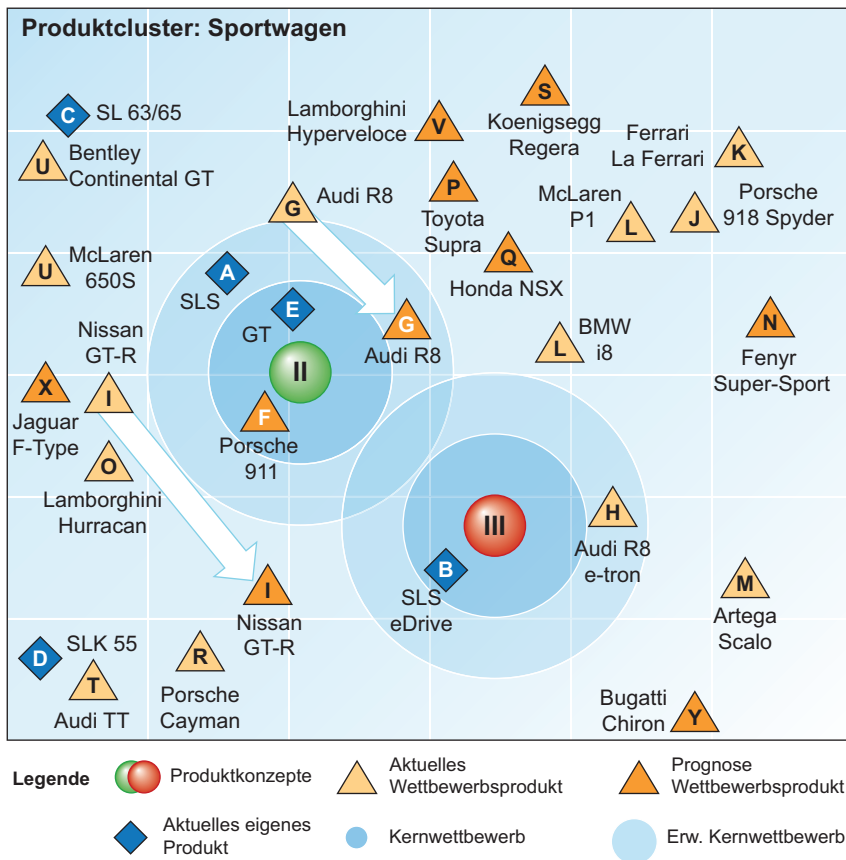 Produktcluster: Sportwagen
C
SL 63/65
U
Bentley
Continental GT
Lamborghini
Hyperveloce
V
S
Koenigsegg
Regera
Ferrari
La Ferrari
K
G
Audi R8
P
Toyota
Supra
McLaren
P1
L
J
Porsche
918 Spyder
U
McLaren
650S
A
SLS
Q
Honda NSX
E
GT
G
Audi R8
L
BMW
i8
N
Fenyr
Super-Sport
Nissan
GT-R
I
X
Jaguar
F-Type
II
F
Porsche
911
O
Lamborghini
Hurracan
III
H
Audi R8
e-tron
B
SLS
eDrive
I
Nissan
GT-R
M
Artega
Scalo
D
SLK 55
T
Audi TT
R
Porsche
Cayman
Bugatti
Chiron
Y
Legende
Produktkonzepte
Aktuelles
Wettbewerbsprodukt
Prognose
Wettbewerbsprodukt
Aktuelles eigenes
Produkt
Kernwettbewerb
Erw. Kernwettbewerb